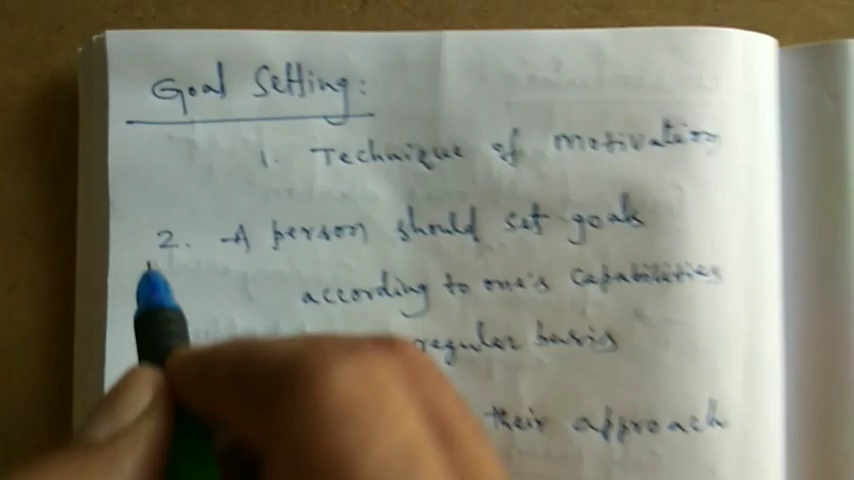 Goal Setting:
1. Technique of motivation
2. A person should set goals
according to one's capabilities
regular basis
their approach